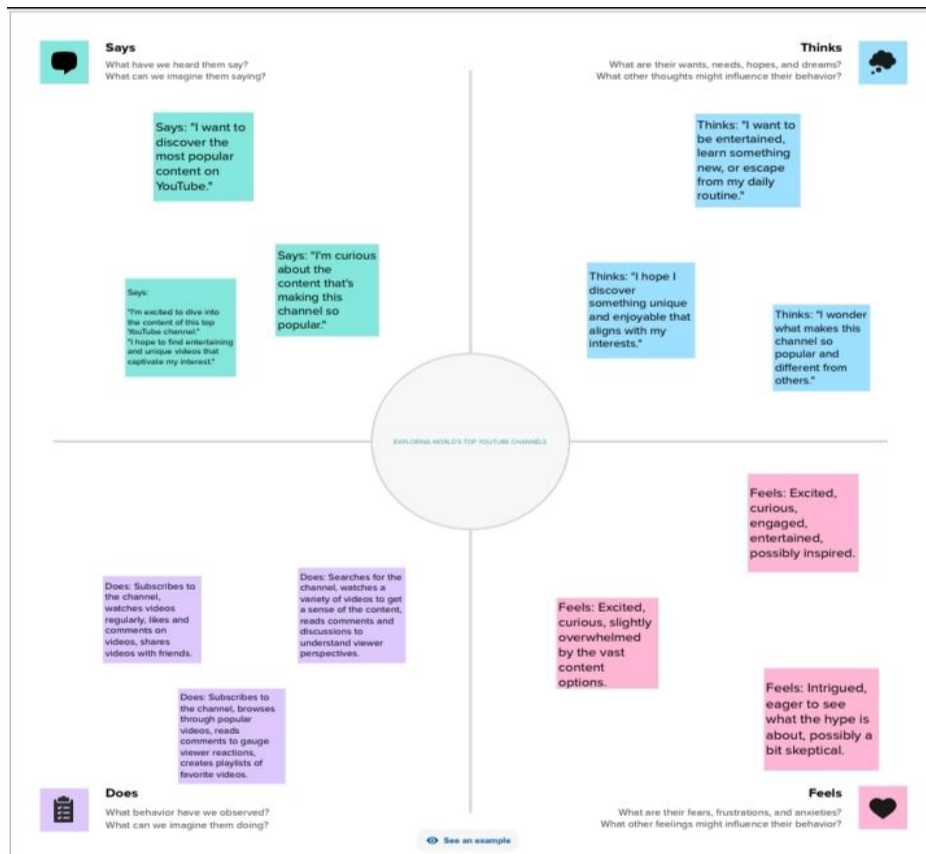 Says
What have we heard them say?
What can we imagine them saying?
Thinks
What are their wants, needs, hopes, and dreams?
What other thoughts might influence their behavior?
Says: "I want to
discover the
most popular
content on
YouTube."
Says: "I'm curious
about the
content that's
making this
channel so
popular."
Says:
"I'm excited to dive into
the content of this top
YouTube channel."
"I hope to find entertaining
and unique videos that
captivate my interest."
Thinks: "I want to
be entertained,
learn something
new, or escape
from my daily
routine."
Thinks: "I hope I
discover
something unique
and enjoyable that
aligns with my
interests."
Thinks: "I wonder
what makes this
channel so
popular and
different from
others."
EXPLORING WORLD'S TOP YOUTUBE CHANNELS
Does: Subscribes to
the channel,
watches videos
regularly, likes and
comments on
videos, shares
videos with friends.
Does: Searches for the
channel, watches a
variety of videos to get
a sense of the content,
reads comments and
discussions to
understand viewer
perspectives.
Does: Subscribes to
the channel, browses
through popular
videos, reads
comments to gauge
viewer reactions,
creates playlists of
favorite videos.
Feels: Excited,
curious,
engaged,
entertained,
possibly inspired.
Feels: Excited,
curious, slightly
overwhelmed
by the vast
content
options.
Feels: Intrigued,
eager to see
what the hype is
about, possibly a
bit skeptical.
Does
What behavior have we observed?
What can we imagine them doing?
Feels
What are their fears, frustrations, and anxieties?
What other feelings might influence their behavior?
See an example